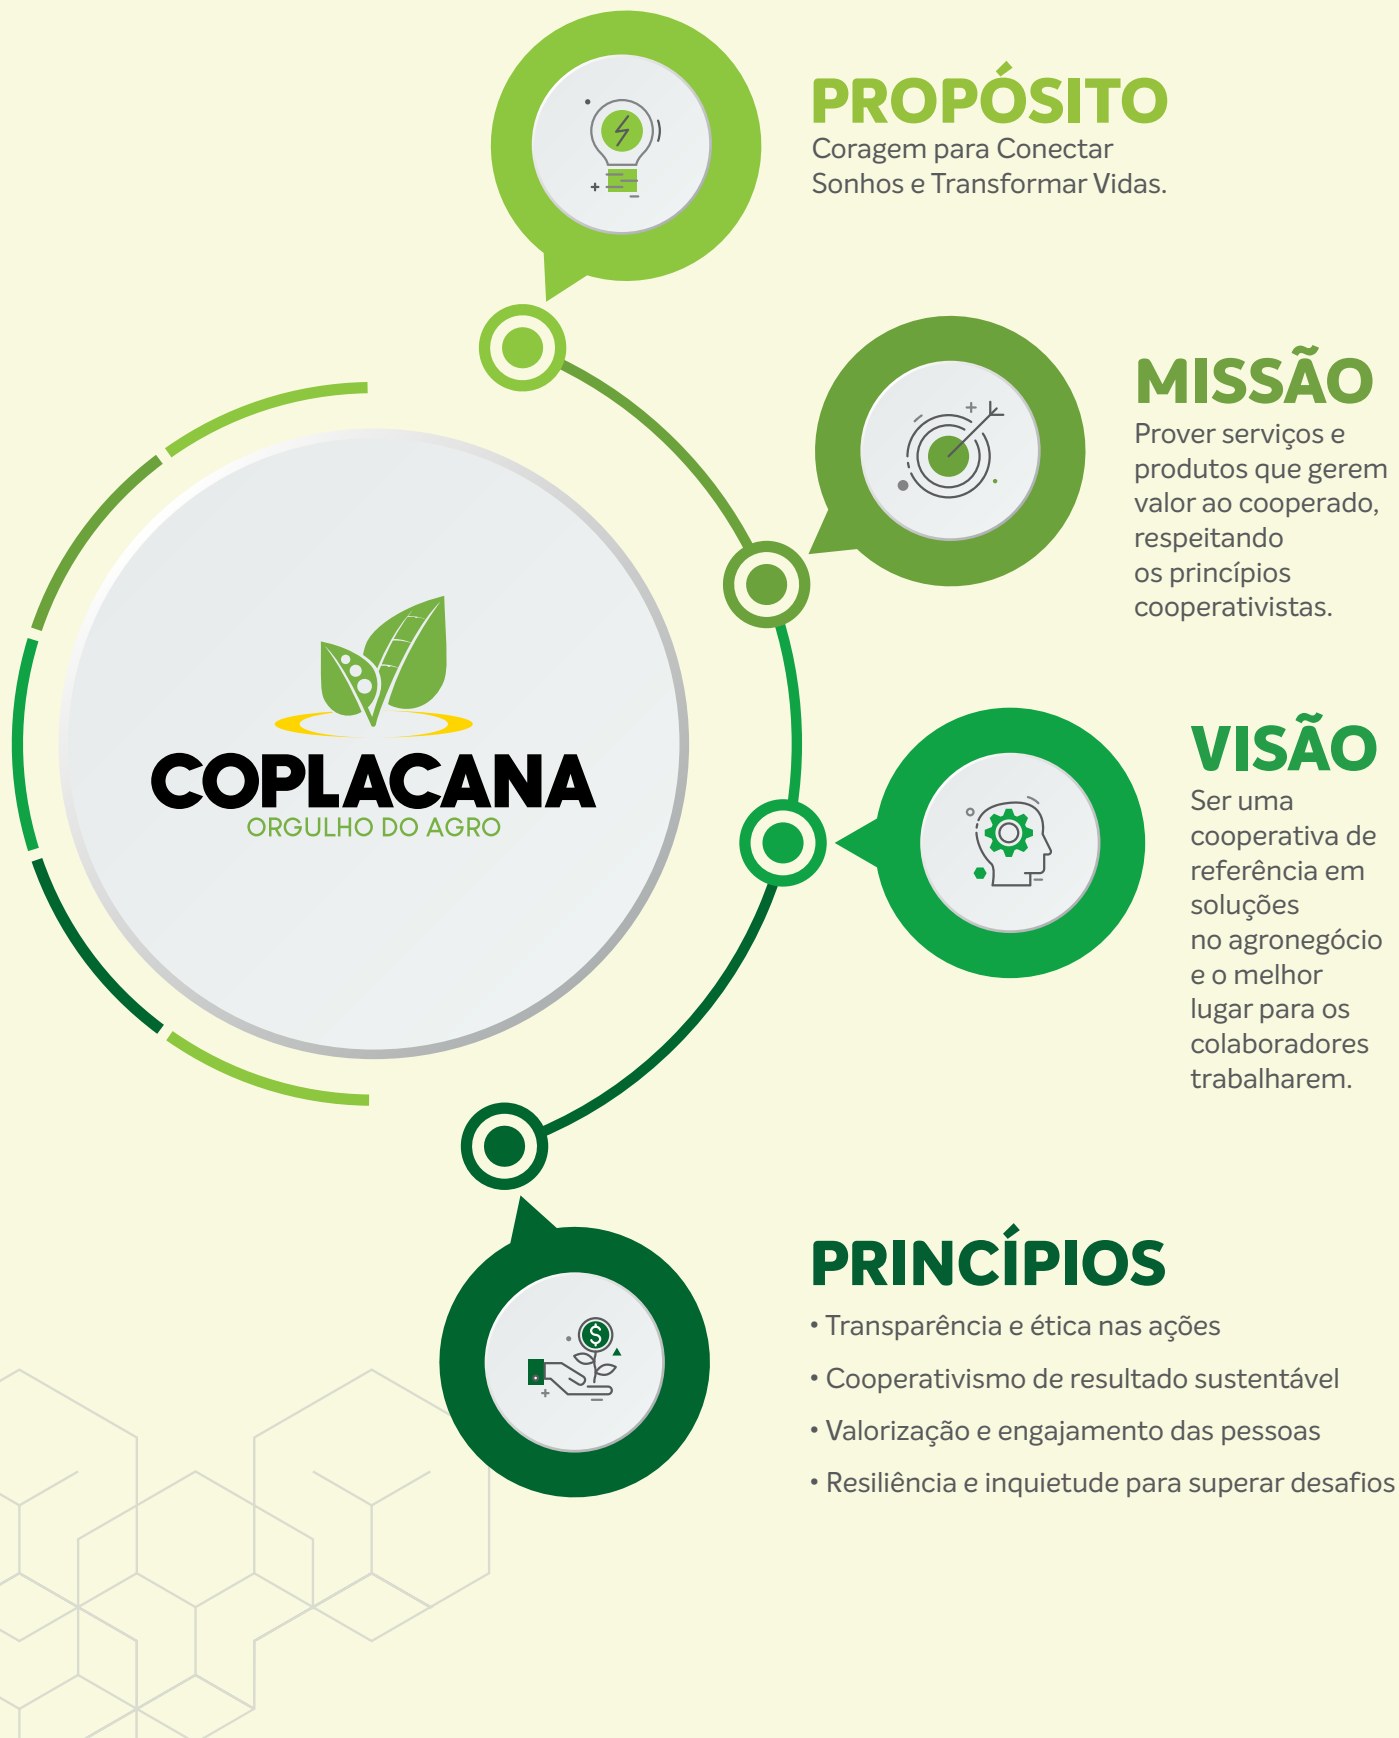 PROPÓSITO
Coragem para Conectar
Sonhos e Transformar Vidas.
MISSÃO
Prover serviços e
produtos que gerem
valor ao cooperado,
respeitando
os princípios
cooperativistas.
COPLACANA
ORGULHO DO AGRO
VISÃO
Ser uma
cooperativa de
referência em
soluções
no agronegócio
e o melhor
lugar para os
colaboradores
trabalharem.
PRINCÍPIOS
• Transparência e ética nas ações
• Cooperativismo de resultado sustentável
• Valorização e engajamento das pessoas
• Resiliência e inquietude para superar desafios
$